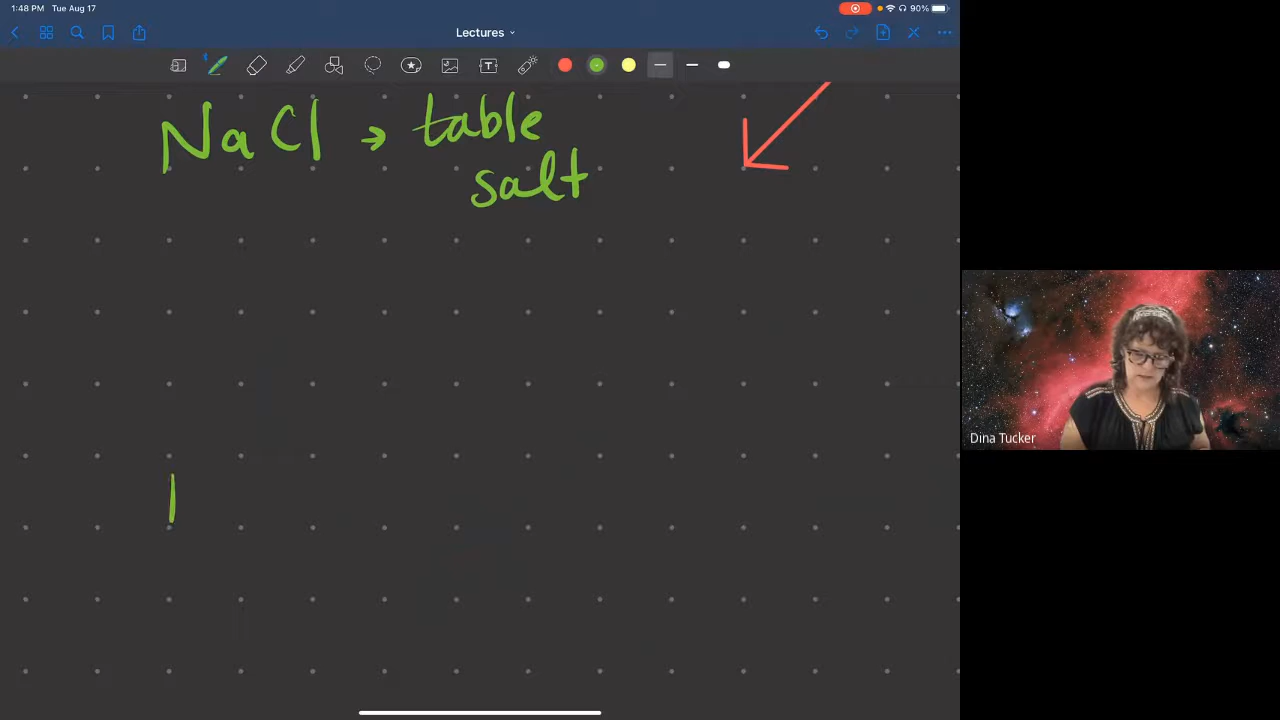 1:48 PM Tue Aug 17
90%
Lectures
T
NaCl → table
salt
Dina Tucker